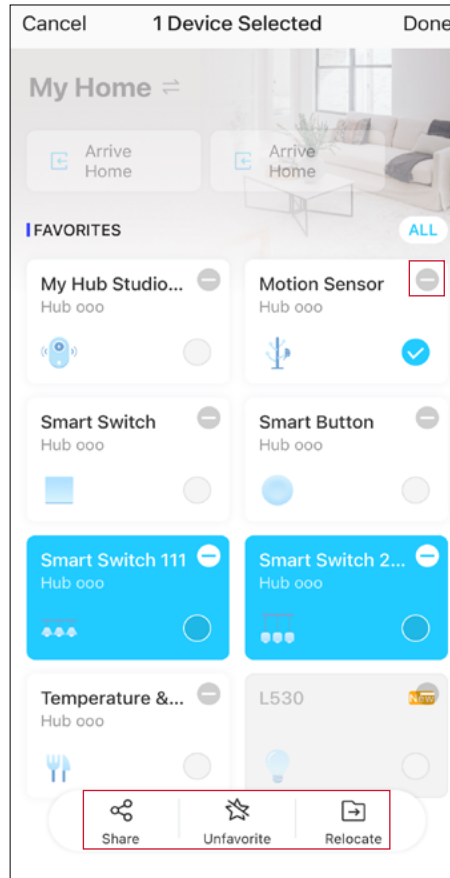 Cancel 1 Device Selected Done
My Home
Arrive Home
Arrive Home
FAVORITES ALL
My Hub Studio...
Hub ooo
Motion Sensor
Hub ooo
Smart Switch
Hub ooo
Smart Button
Hub ooo
Smart Switch 111
Hub ooo
Smart Switch 2...
Hub ooo
Temperature &...
Hub ooo
L530
New
Share Unfavorite Relocate